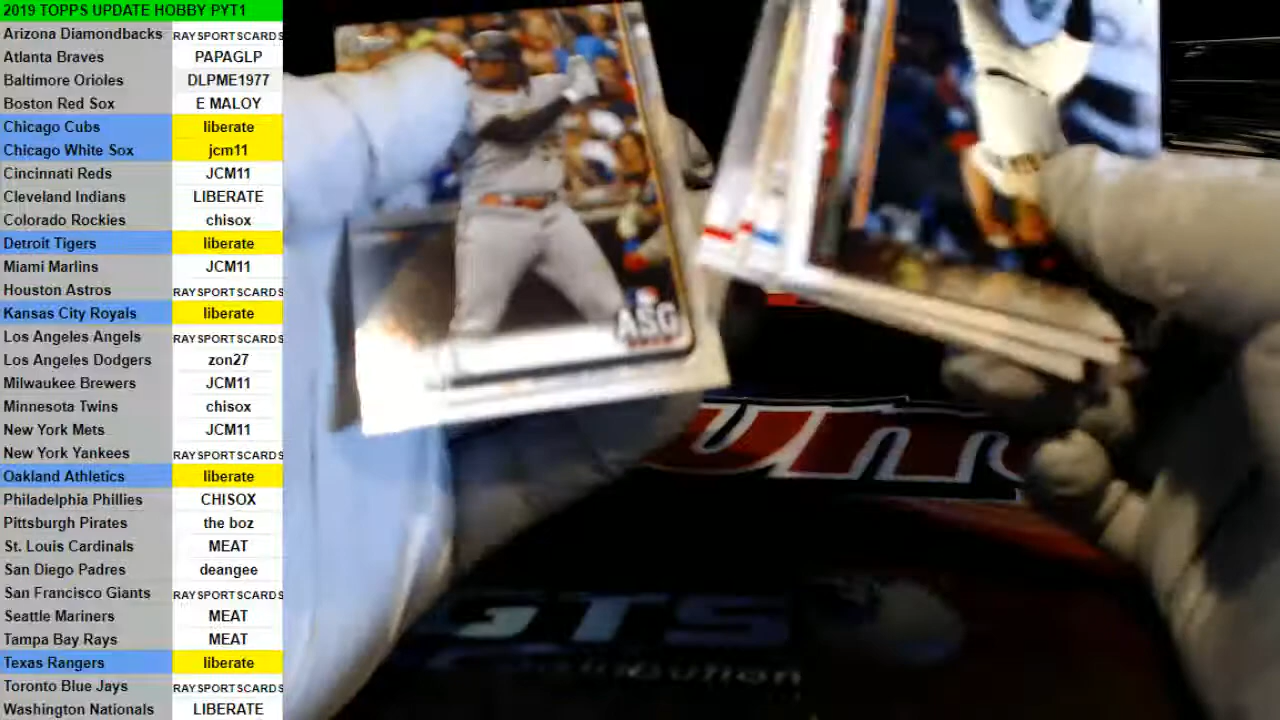 2019 TOPPS UPDATE HOBBY PYT1
Arizona Diamondbacks RAYSPORTSCARDS
Atlanta Braves PAPAGLP
Baltimore Orioles DLPME1977
Boston Red Sox E MALOY
Chicago Cubs liberate
Chicago White Sox jcm11
Cincinnati Reds JCM11
Cleveland Indians LIBERATE
Colorado Rockies chisox
Detroit Tigers liberate
Miami Marlins JCM11
Houston Astros RAYSPORTSCARDS
Kansas City Royals liberate
Los Angeles Angels RAYSPORTSCARDS
Los Angeles Dodgers zon27
Milwaukee Brewers JCM11
Minnesota Twins chisox
New York Mets JCM11
New York Yankees RAYSPORTSCARDS
Oakland Athletics liberate
Philadelphia Phillies CHISOX
Pittsburgh Pirates the boz
St. Louis Cardinals MEAT
San Diego Padres deangee
San Francisco Giants RAYSPORTSCARDS
Seattle Mariners MEAT
Tampa Bay Rays MEAT
Texas Rangers liberate
Toronto Blue Jays RAYSPORTSCARDS
Washington Nationals LIBERATE
ASG
GTS